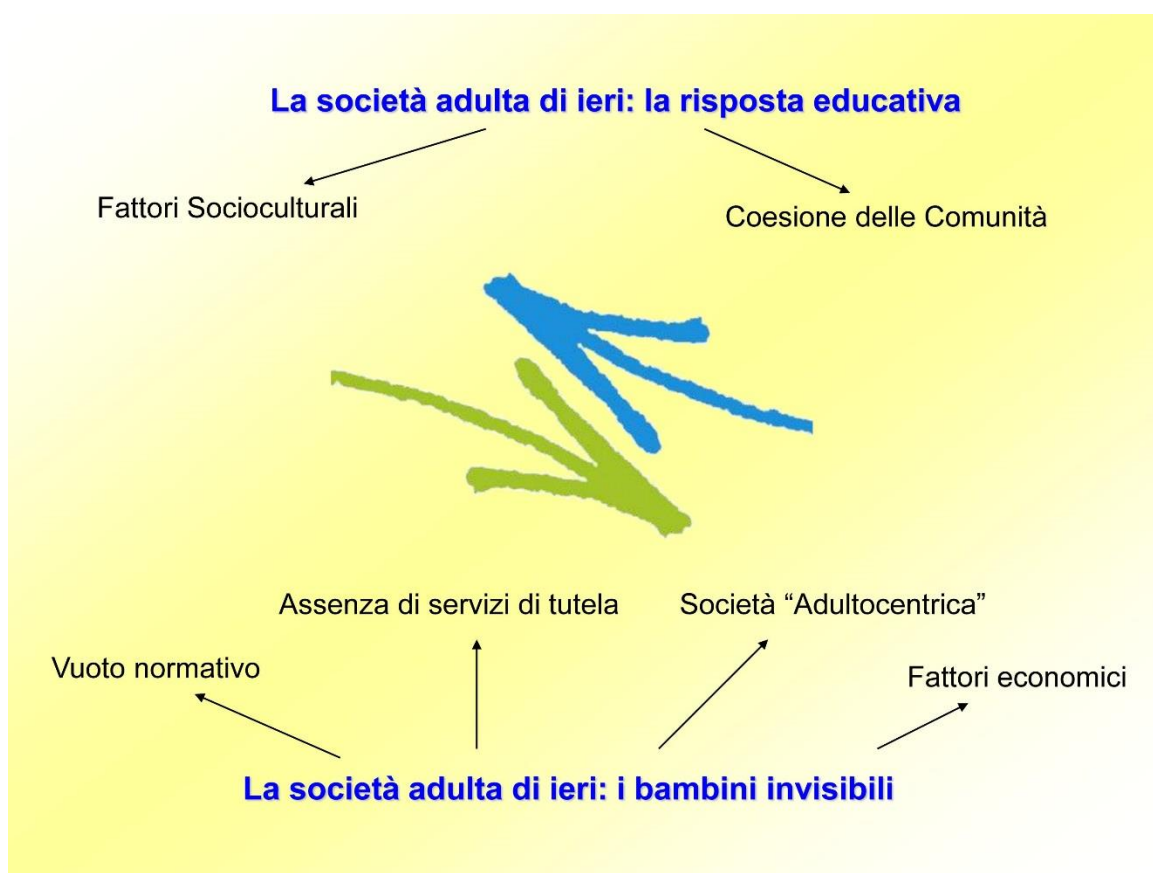 La società adulta di ieri: la risposta educativa
Fattori Socioculturali
Coesione delle Comunità
Assenza di servizi di tutela
Società “Adultocentrica”
Vuoto normativo
Fattori economici
La società adulta di ieri: i bambini invisibili